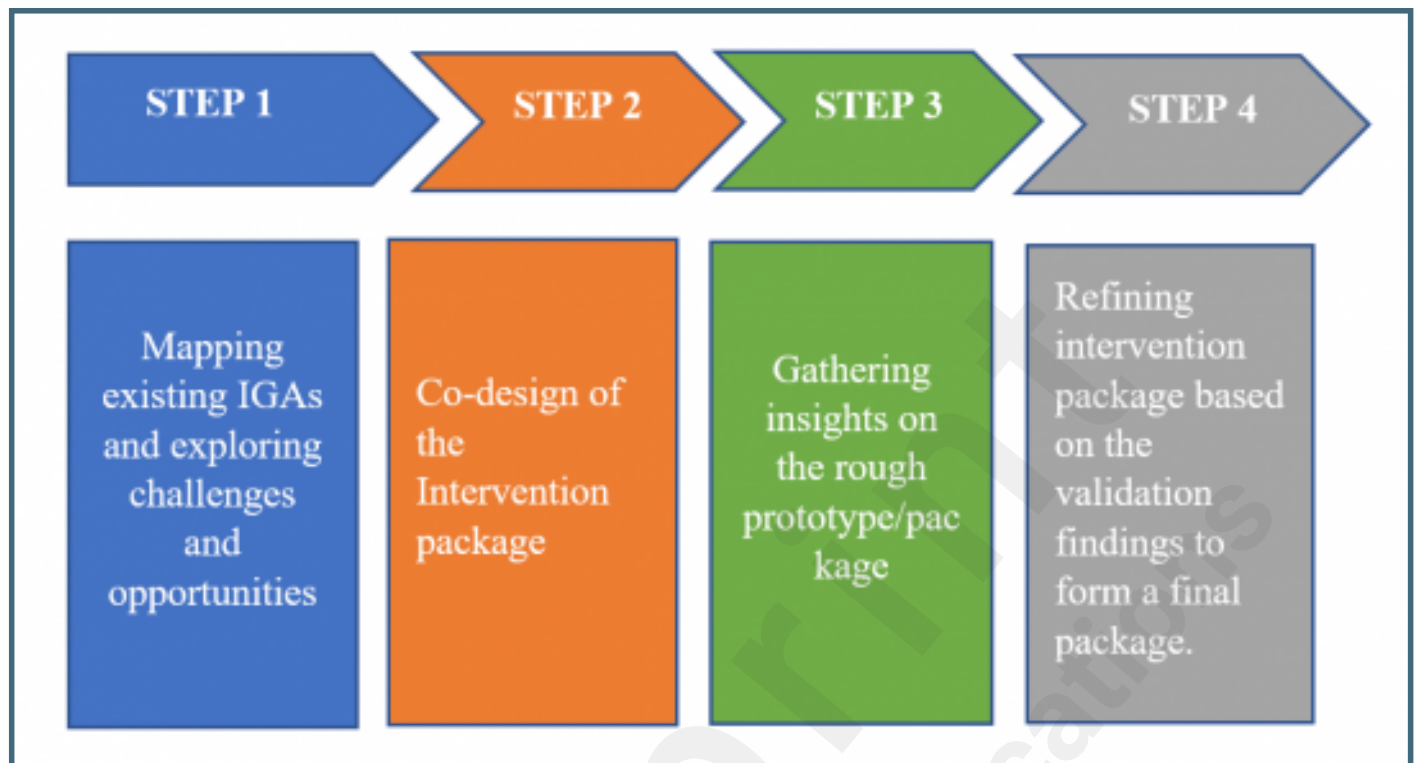 STEP 1
STEP 2
STEP 3
STEP 4
Mapping
existing IGAs
and exploring
challenges
and
opportunities
Co-design of
the
Intervention
package
Gathering
insights on
the rough
prototype/pac
kage
Refining
intervention
package based
on the
validation
findings to
form a final
package.